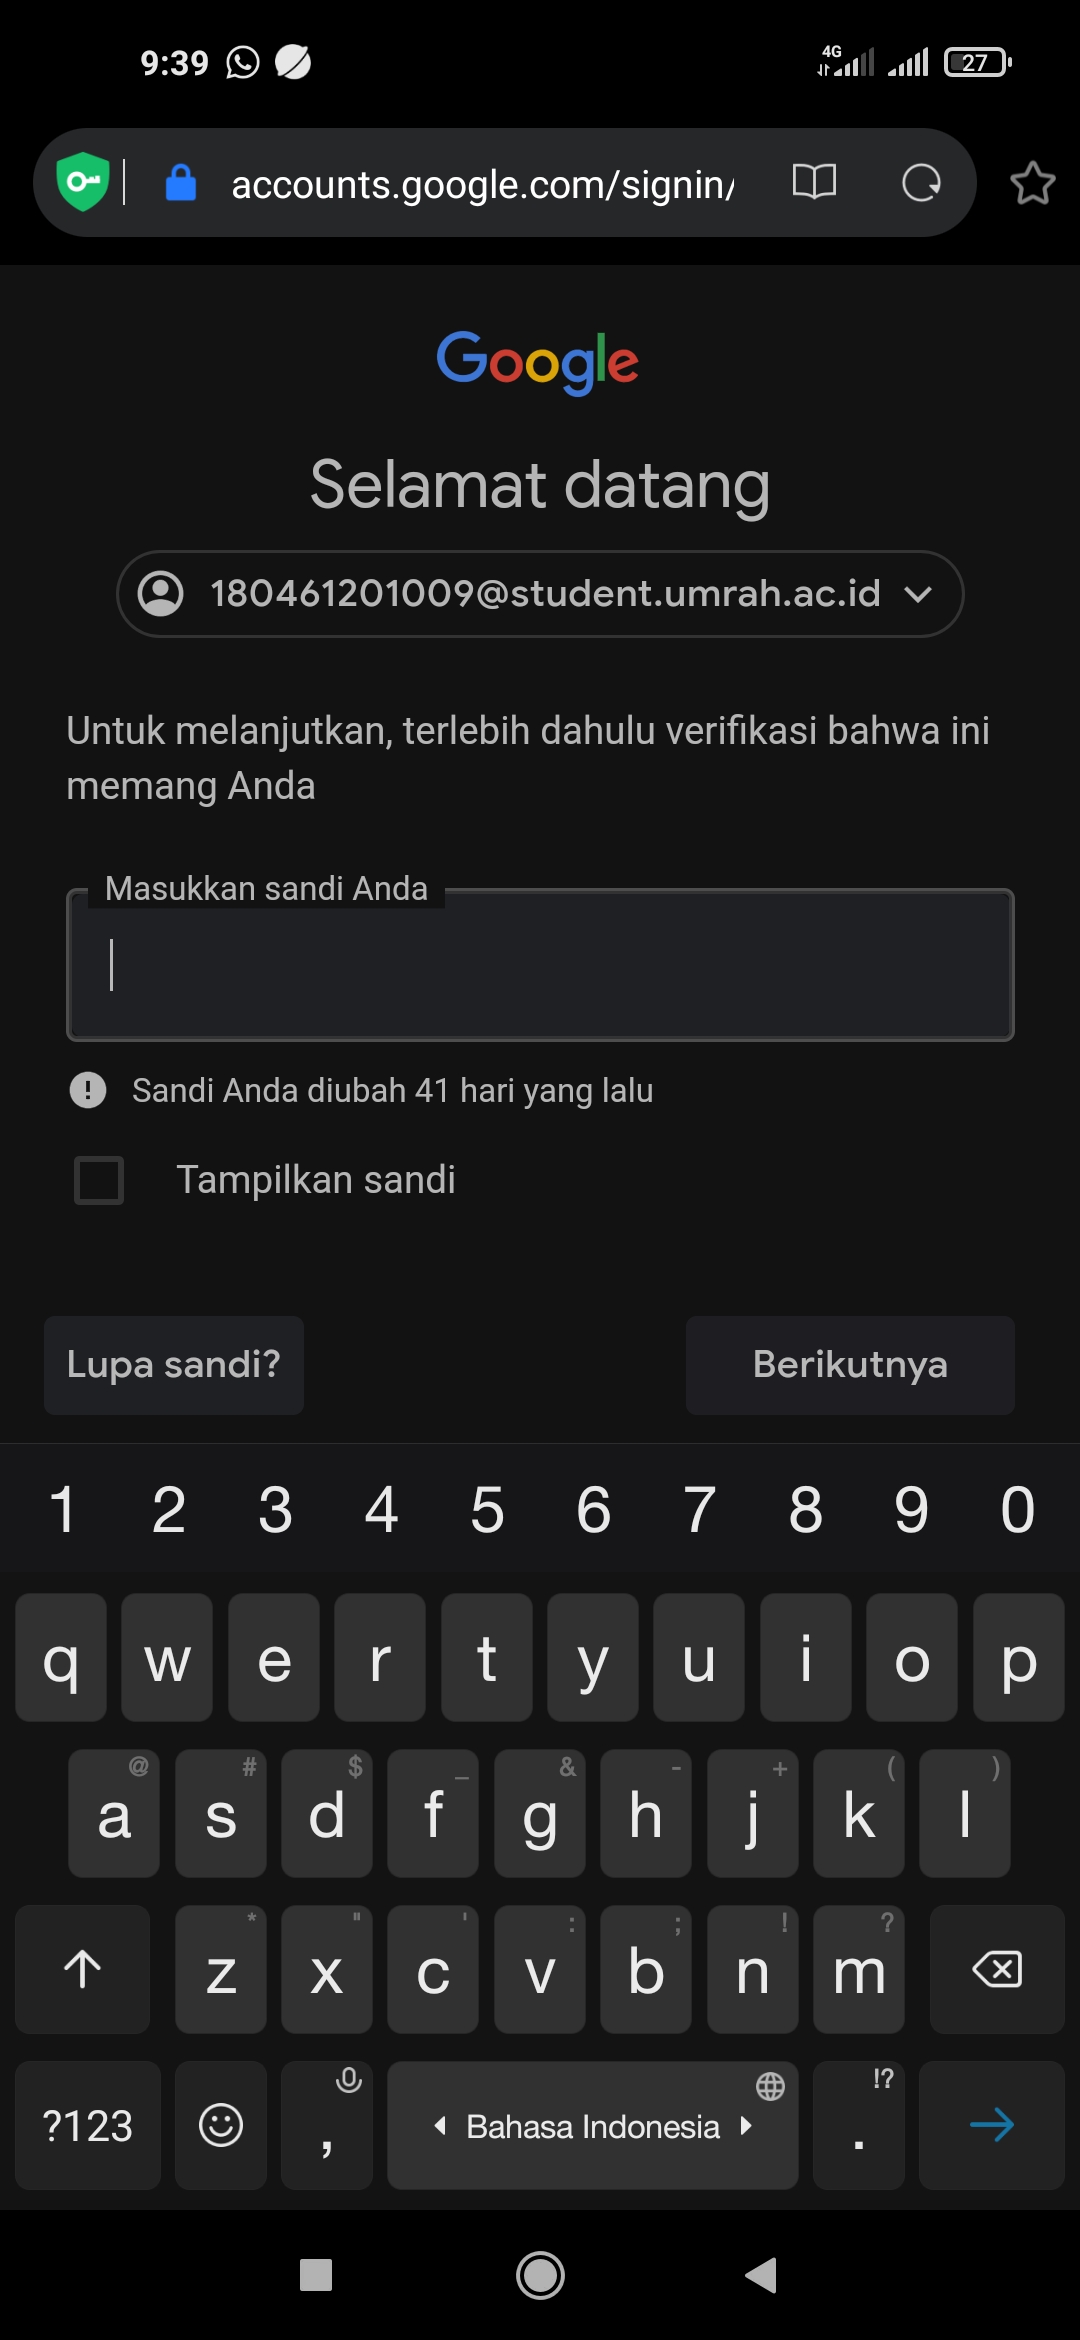 9:39
4G
27
accounts.google.com/signin/
Google
Selamat datang
180461201009@student.umrah.ac.id
Untuk melanjutkan, terlebih dahulu verifikasi bahwa ini
memang Anda
Masukkan sandi Anda
Sandi Anda diubah 41 hari yang lalu
Tampilkan sandi
Lupa sandi?
Berikutnya
1 2 3 4 5 6 7 8 9 0
q w e r t y u i o p
@ # $ _ & - + ( )
a s d f g h j k l
* " ' : ; ! ?
z x c v b n m
!?
?123 , Bahasa Indonesia .